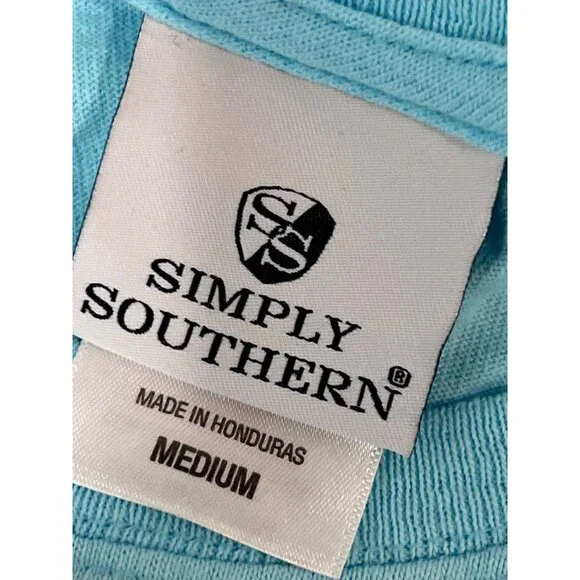 SS
SIMPLY
SOUTHERN®
MADE IN HONDURAS
MEDIUM